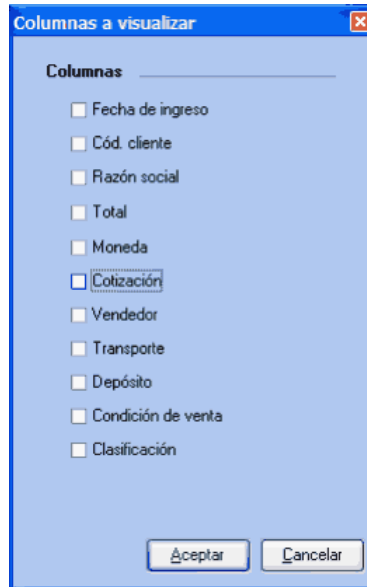 Columnas a visualizar
Columnas
Fecha de ingreso
Cód. cliente
Razón social
Total
Moneda
Cotización
Vendedor
Transporte
Depósito
Condición de venta
Clasificación
Aceptar Cancelar